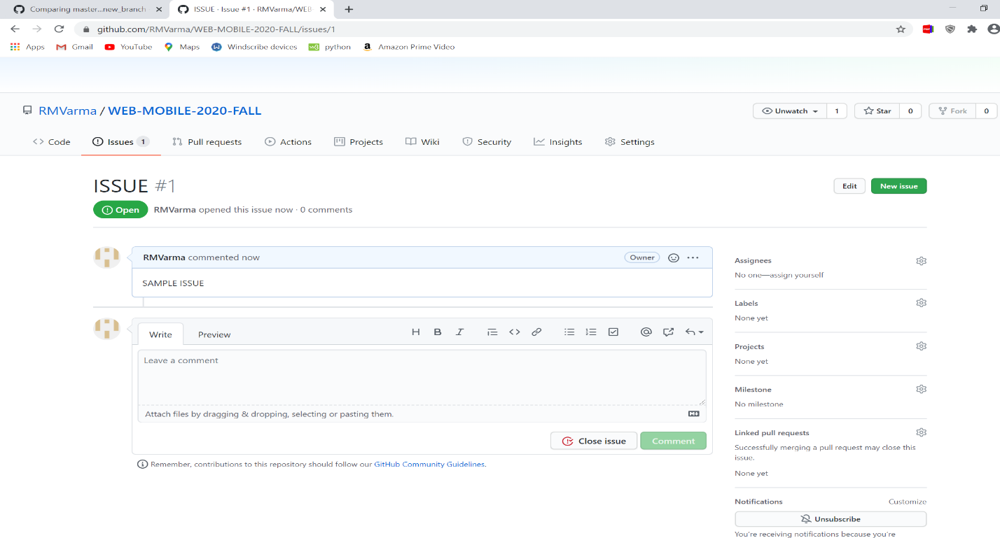 Comparing master...new_branch
ISSUE · Issue #1 · RMVarma/WEB
github.com/RMVarma/WEB-MOBILE-2020-FALL/issues/1
Apps Gmail YouTube Maps Windscribe devices python Amazon Prime Video
RMVarma / WEB-MOBILE-2020-FALL
Unwatch 1 Star 0 Fork 0
Code Issues 1 Pull requests Actions Projects Wiki Security Insights Settings
ISSUE #1
Edit New issue
Open RMVarma opened this issue now · 0 comments
RMVarma commented now Owner
SAMPLE ISSUE
Write Preview
Leave a comment
Attach files by dragging & dropping, selecting or pasting them.
Close issue Comment
Remember, contributions to this repository should follow our GitHub Community Guidelines.
Assignees
No one—assign yourself
Labels
None yet
Projects
None yet
Milestone
No milestone
Linked pull requests
Successfully merging a pull request may close this
issue.
None yet
Notifications Customize
Unsubscribe
You're receiving notifications because you're